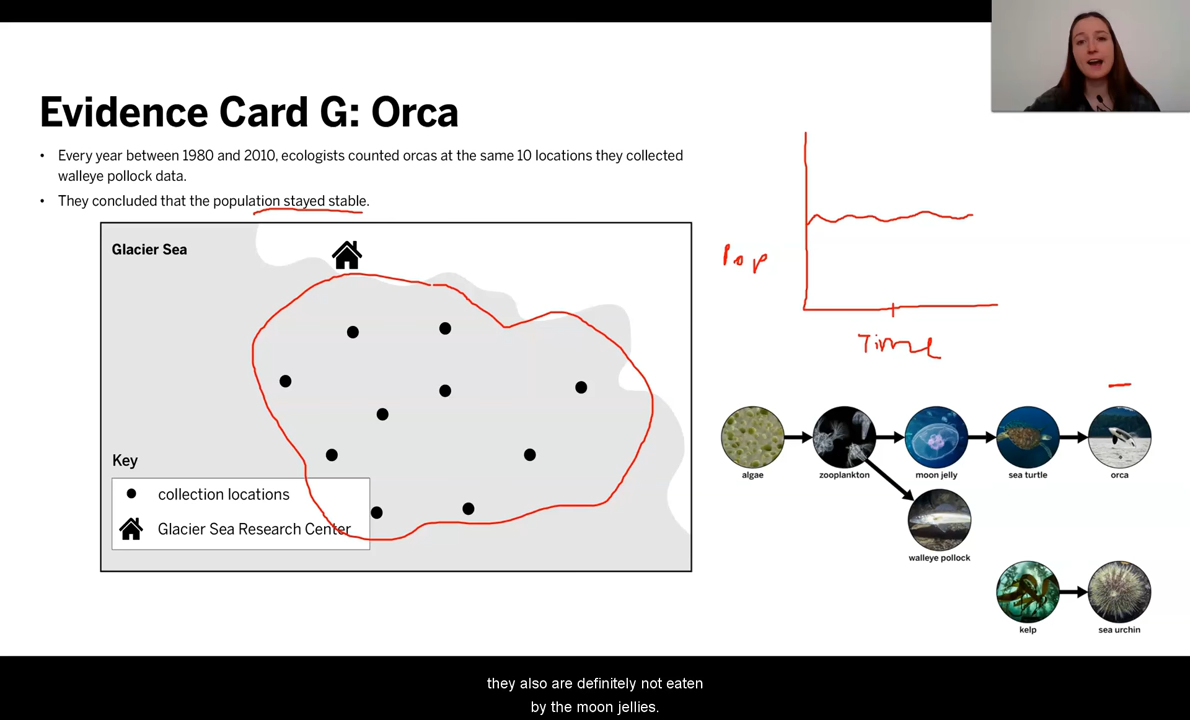 Evidence Card G: Orca
• Every year between 1980 and 2010, ecologists counted orcas at the same 10 locations they collected
walleye pollock data.
• They concluded that the population stayed stable.
Glacier Sea
Key
collection locations
Glacier Sea Research Center
Pop
Time
algae
zooplankton
moon jelly
sea turtle
orca
walleye pollock
kelp
sea urchin
they also are definitely not eaten
by the moon jellies.